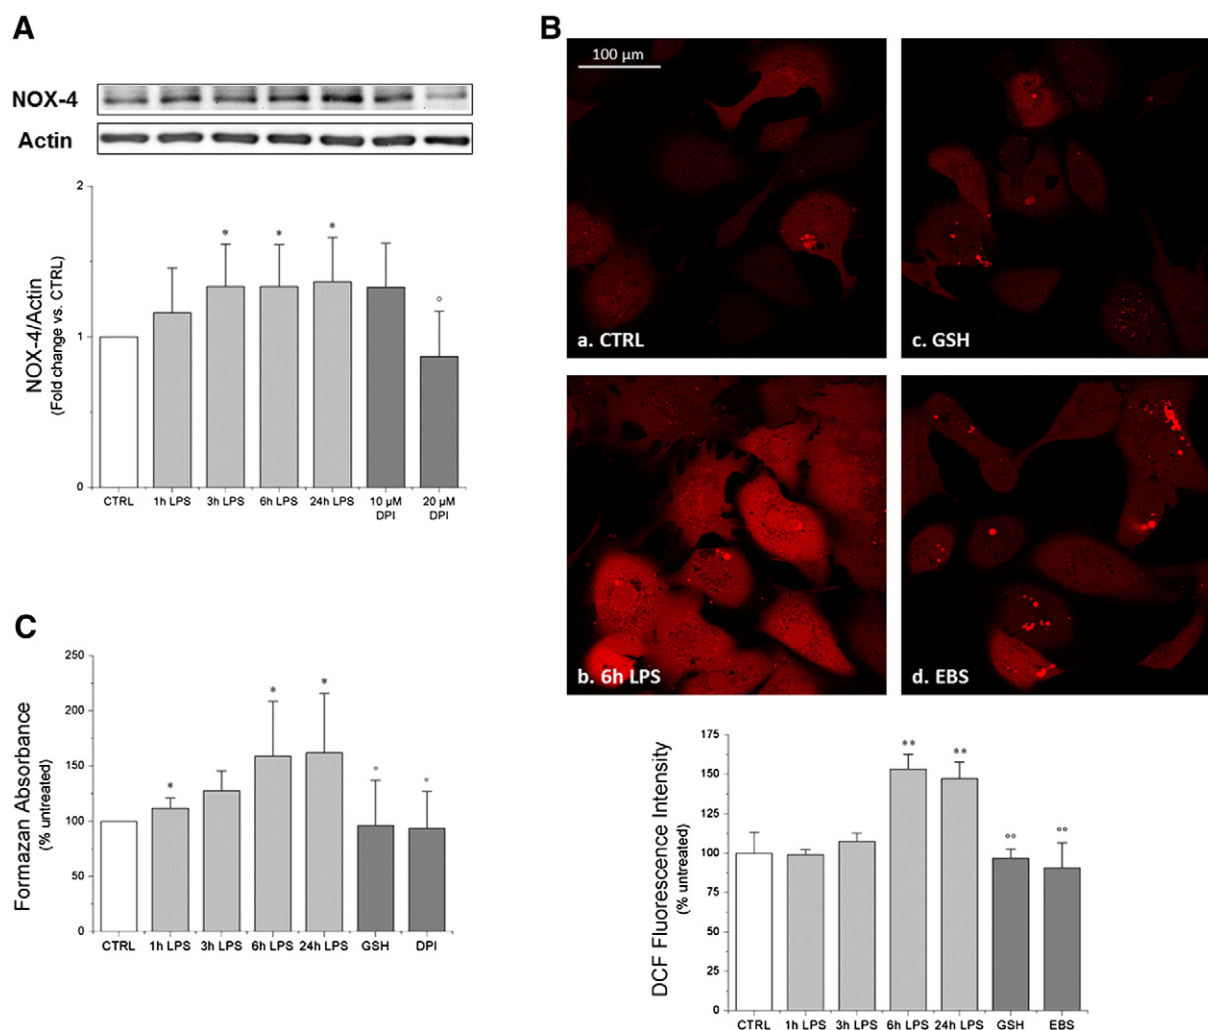 A
NOX-4
Actin
NOX-4/Actin
(Fold change vs. CTRL)
2
* * *
°
1
0
CTRL 1h LPS 3h LPS 6h LPS 24h LPS 10 µM DPI 20 µM DPI
B
100 µm
a. CTRL
c. GSH
b. 6h LPS
d. EBS
C
Formazan Absorbance
(% untreated)
250
200
150
100
50
0
* * *
° °
CTRL 1h LPS 3h LPS 6h LPS 24h LPS GSH DPI
DCF Fluorescence Intensity
(% untreated)
175
150
125
100
75
50
25
0
** **
°° °°
CTRL 1h LPS 3h LPS 6h LPS 24h LPS GSH EBS